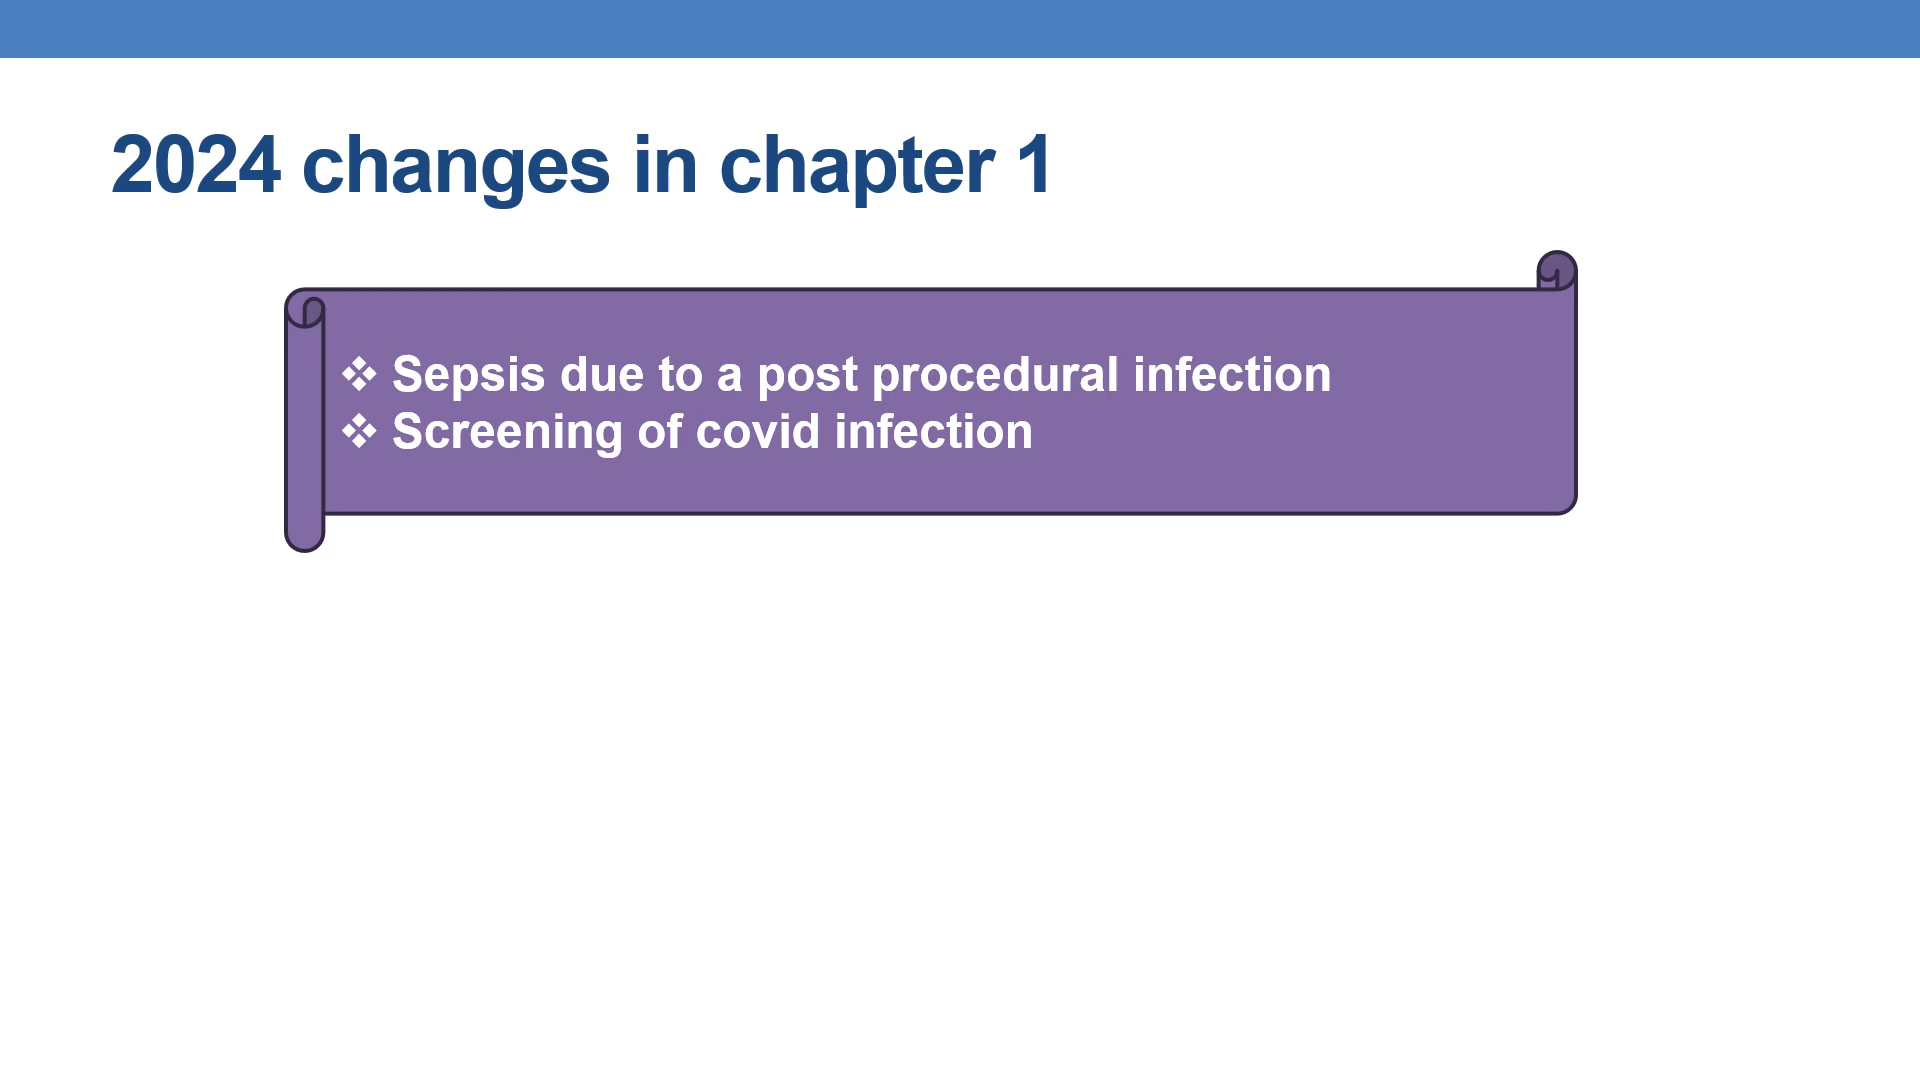 2024 changes in chapter 1
❖ Sepsis due to a post procedural infection
❖ Screening of covid infection